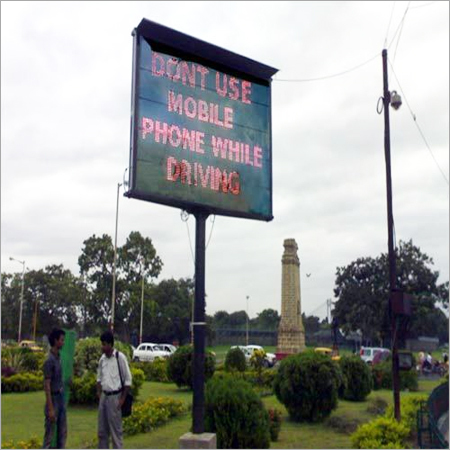 DONT USE
MOBILE
PHONE WHILE
DRIVING